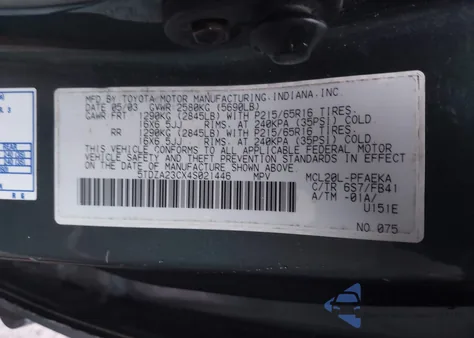 MFD. BY TOYOTA MOTOR MANUFACTURING, INDIANA, INC.
DATE 05/03 GVWR 2580KG (5690LB)
GAWR FRT 1290KG (2845LB) WITH P215/65R16 TIRES.
16X6.5JJ RIMS. AT 240KPA (35PSI) COLD
RR 1290KG (2845LB) WITH P215/65R16 TIRES.
16X6.5JJ RIMS. AT 240KPA (35PSI) COLD
THIS VEHICLE CONFORMS TO ALL APPLICABLE FEDERAL MOTOR
VEHICLE SAFETY AND THEFT PREVENTION STANDARDS IN EFFECT
ON THE DATE OF MANUFACTURE SHOWN ABOVE.
5TDZA23CX4S021446 MPV
MCL20L-PFAEKA
C/TR 6S7/FB41
A/TM -01A/
U151E
NO. 075